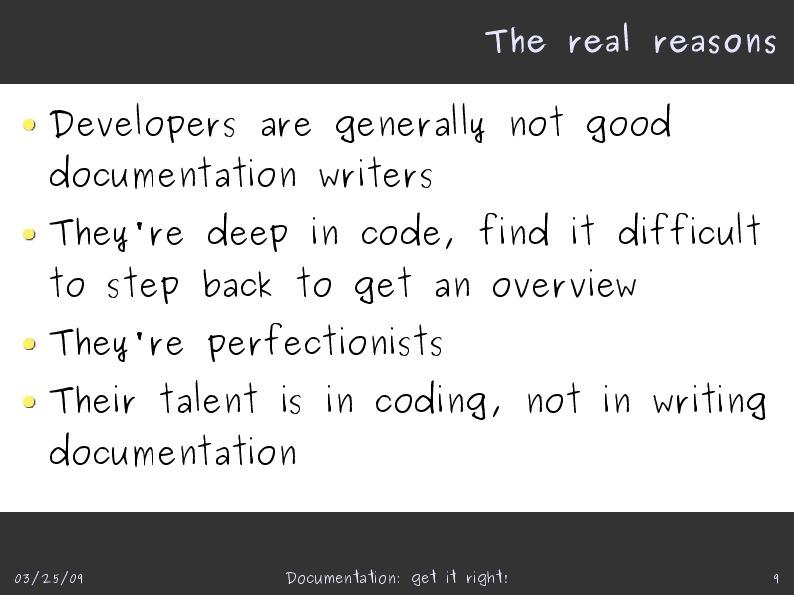 The real reasons
Developers are generally not good
documentation writers
They're deep in code, find it difficult
to step back to get an overview
They're perfectionists
Their talent is in coding, not in writing
documentation
03/25/09
Documentation: get it right!
9